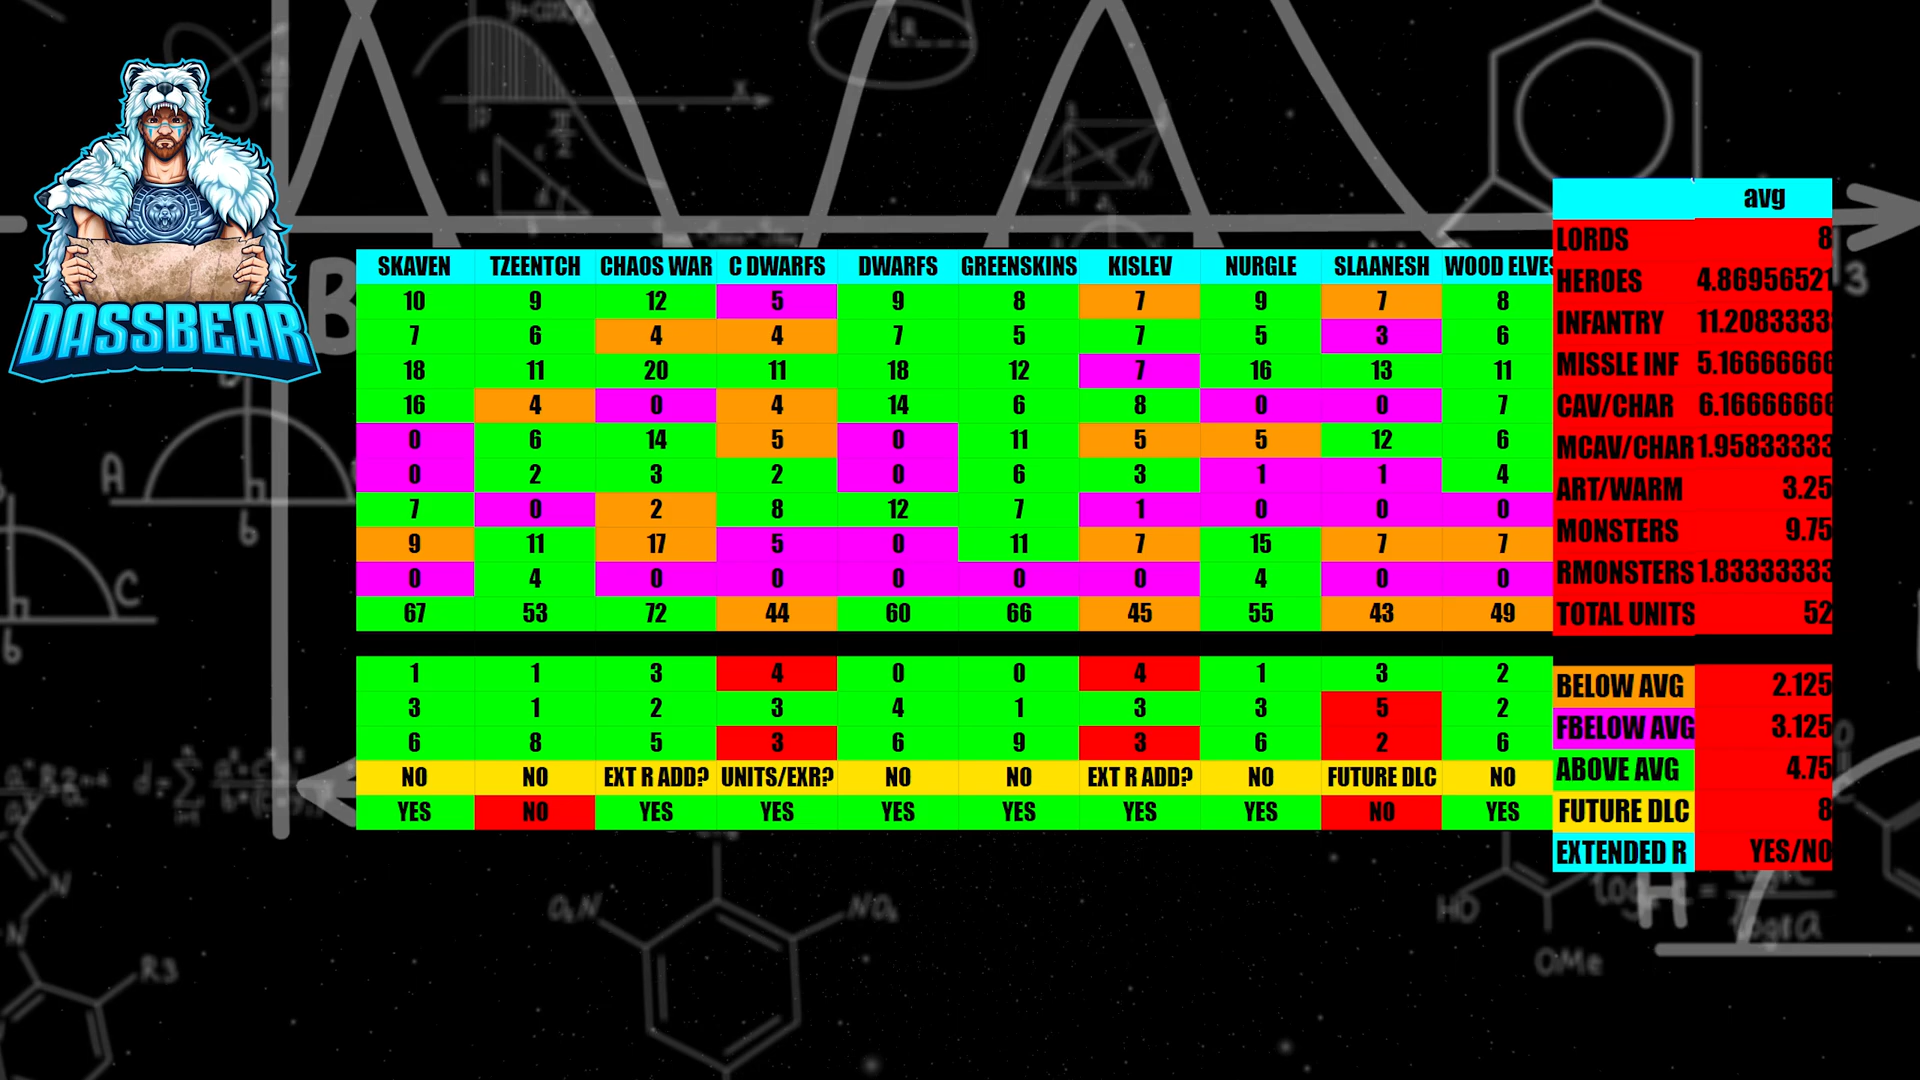 DASSBEAR
avg
SKAVEN TZEENTCH CHAOS WAR C DWARFS DWARFS GREENSKINS KISLEV NURGLE SLAANESH WOOD ELVES
10 9 12 5 9 8 7 9 7 8
7 6 4 4 7 5 7 5 3 6
18 11 20 11 18 12 7 16 13 11
16 4 0 4 14 6 8 0 0 7
0 6 14 5 0 11 5 5 12 6
0 2 3 2 0 6 3 1 1 4
7 0 2 8 12 7 1 0 0 0
9 11 17 5 0 11 7 15 7 7
0 4 0 0 0 0 0 4 0 0
67 53 72 44 60 66 45 55 43 49
1 1 3 4 0 0 4 1 3 2
3 1 2 3 4 1 3 3 5 2
6 8 5 3 6 9 3 6 2 6
NO NO EXT R ADD? UNITS/EXR? NO NO EXT R ADD? NO FUTURE DLC NO
YES NO YES YES YES YES YES YES NO YES
LORDS 8
HEROES 4.86956521
INFANTRY 11.20833333
MISSLE INF 5.16666666
CAV/CHAR 6.16666666
MCAV/CHAR 1.95833333
ART/WARM 3.25
MONSTERS 9.75
RMONSTERS 1.83333333
TOTAL UNITS 52
BELOW AVG 2.125
FBELOW AVG 3.125
ABOVE AVG 4.75
FUTURE DLC 8
EXTENDED R YES/NO
A
b
C
b
B
3
R3
N
N
O₂N
NO₂
HO
OMe
H